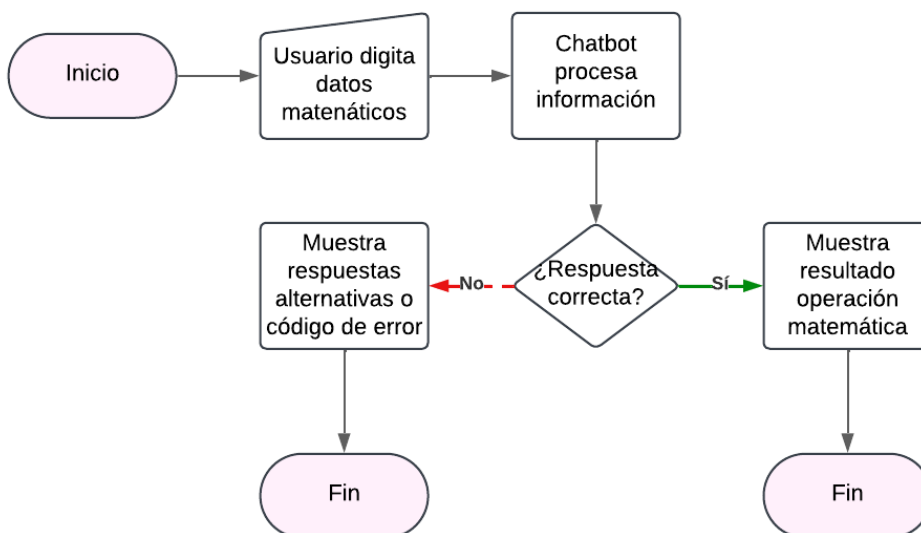 Inicio
Usuario digita
datos
matenáticos
Chatbot
procesa
información
¿Respuesta
correcta?
No
Sí
Muestra
respuestas
alternativas o
código de error
Muestra
resultado
operación
matemática
Fin
Fin